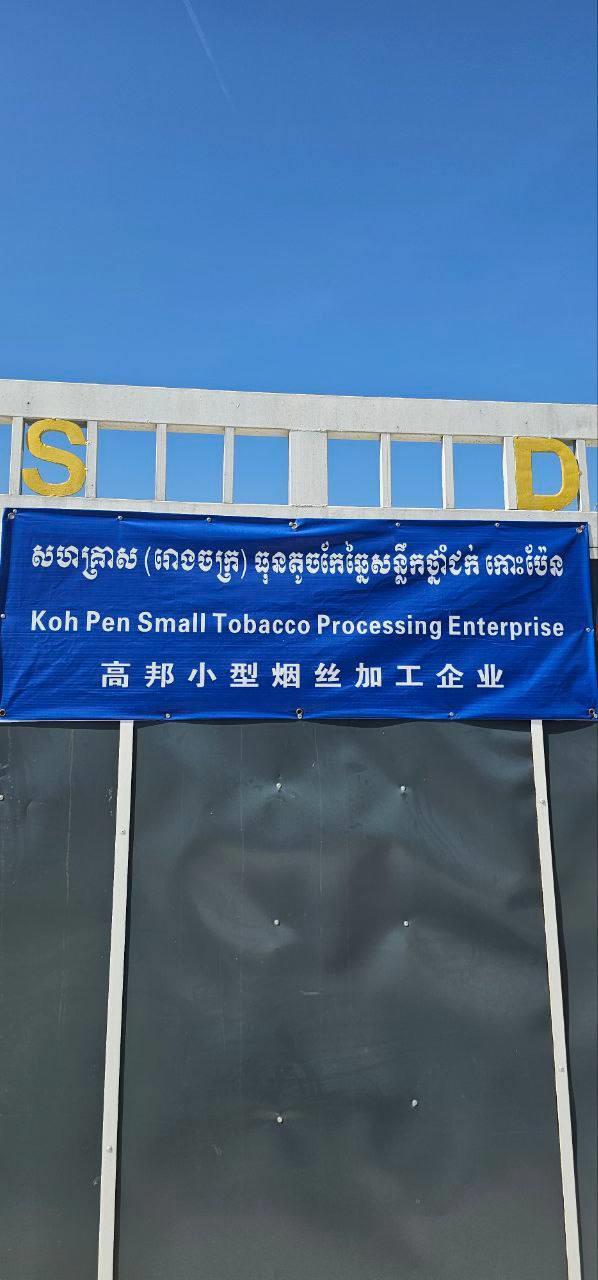 S D
សហគ្រាស (រោងចក្រ) ធុនតូចកែឆ្នៃសន្លឹកថ្នាំជក់ កោះប៉ែន
Koh Pen Small Tobacco Processing Enterprise
高邦小型烟丝加工企业